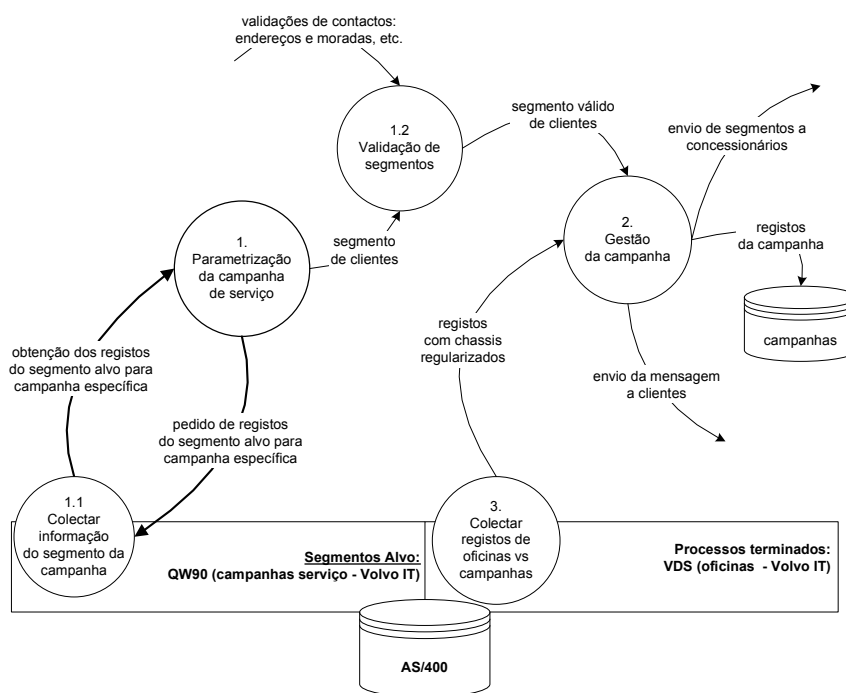 validações de contactos:
endereços e moradas, etc.
1.2
Validação de
segmentos
segmento válido
de clientes
envio de segmentos a
concessionários
1.
Parametrização
da campanha
de serviço
segmento
de clientes
2.
Gestão
da campanha
registos
da campanha
campanhas
obtenção dos registos
do segmento alvo para
campanha específica
registos
com chassis
regularizados
envio da mensagem
a clientes
pedido de registos
do segmento alvo para
campanha específica
1.1
Colectar
informação
do segmento da
campanha
Segmentos Alvo:
QW90 (campanhas serviço - Volvo IT)
3.
Colectar
registos de
oficinas vs
campanhas
Processos terminados:
VDS (oficinas - Volvo IT)
AS/400